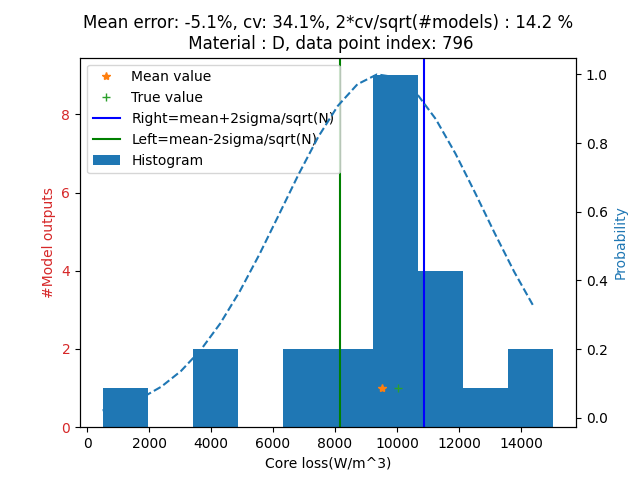 Mean error: -5.1%, cv: 34.1%, 2*cv/sqrt(#models) : 14.2 %
Material : D, data point index: 796
Mean value
True value
Right=mean+2sigma/sqrt(N)
Left=mean-2sigma/sqrt(N)
Histogram
#Model outputs
0
2
4
6
8
Probability
0.0
0.2
0.4
0.6
0.8
1.0
0
2000
4000
6000
8000
10000
12000
14000
Core loss(W/m^3)